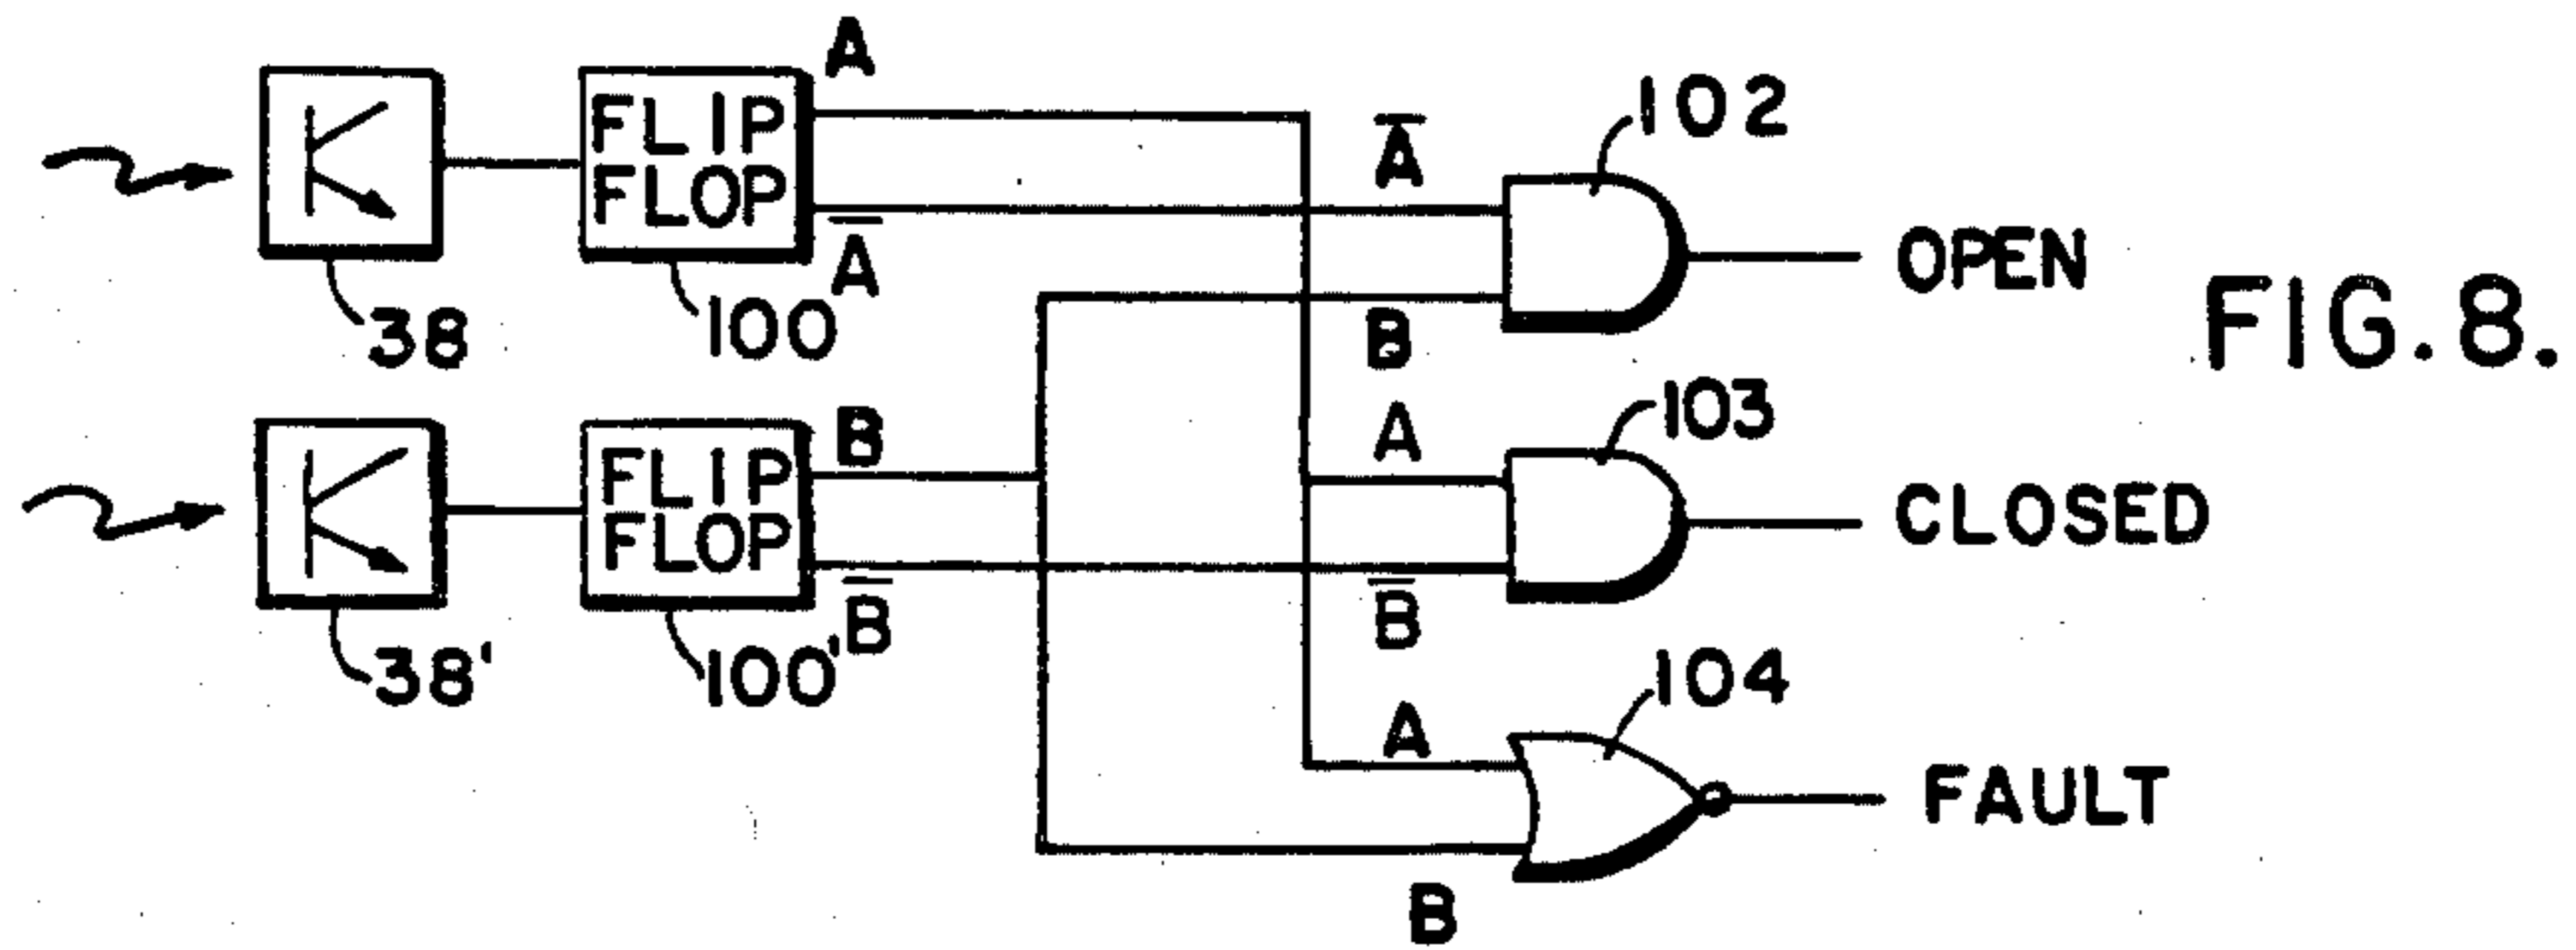 A
FLIP
FLOP
A̅
38
100
A̅
B
102
OPEN
FIG. 8.
B
FLIP
FLOP
B̅
38'
100'
A
B̅
103
CLOSED
A
B
104
FAULT